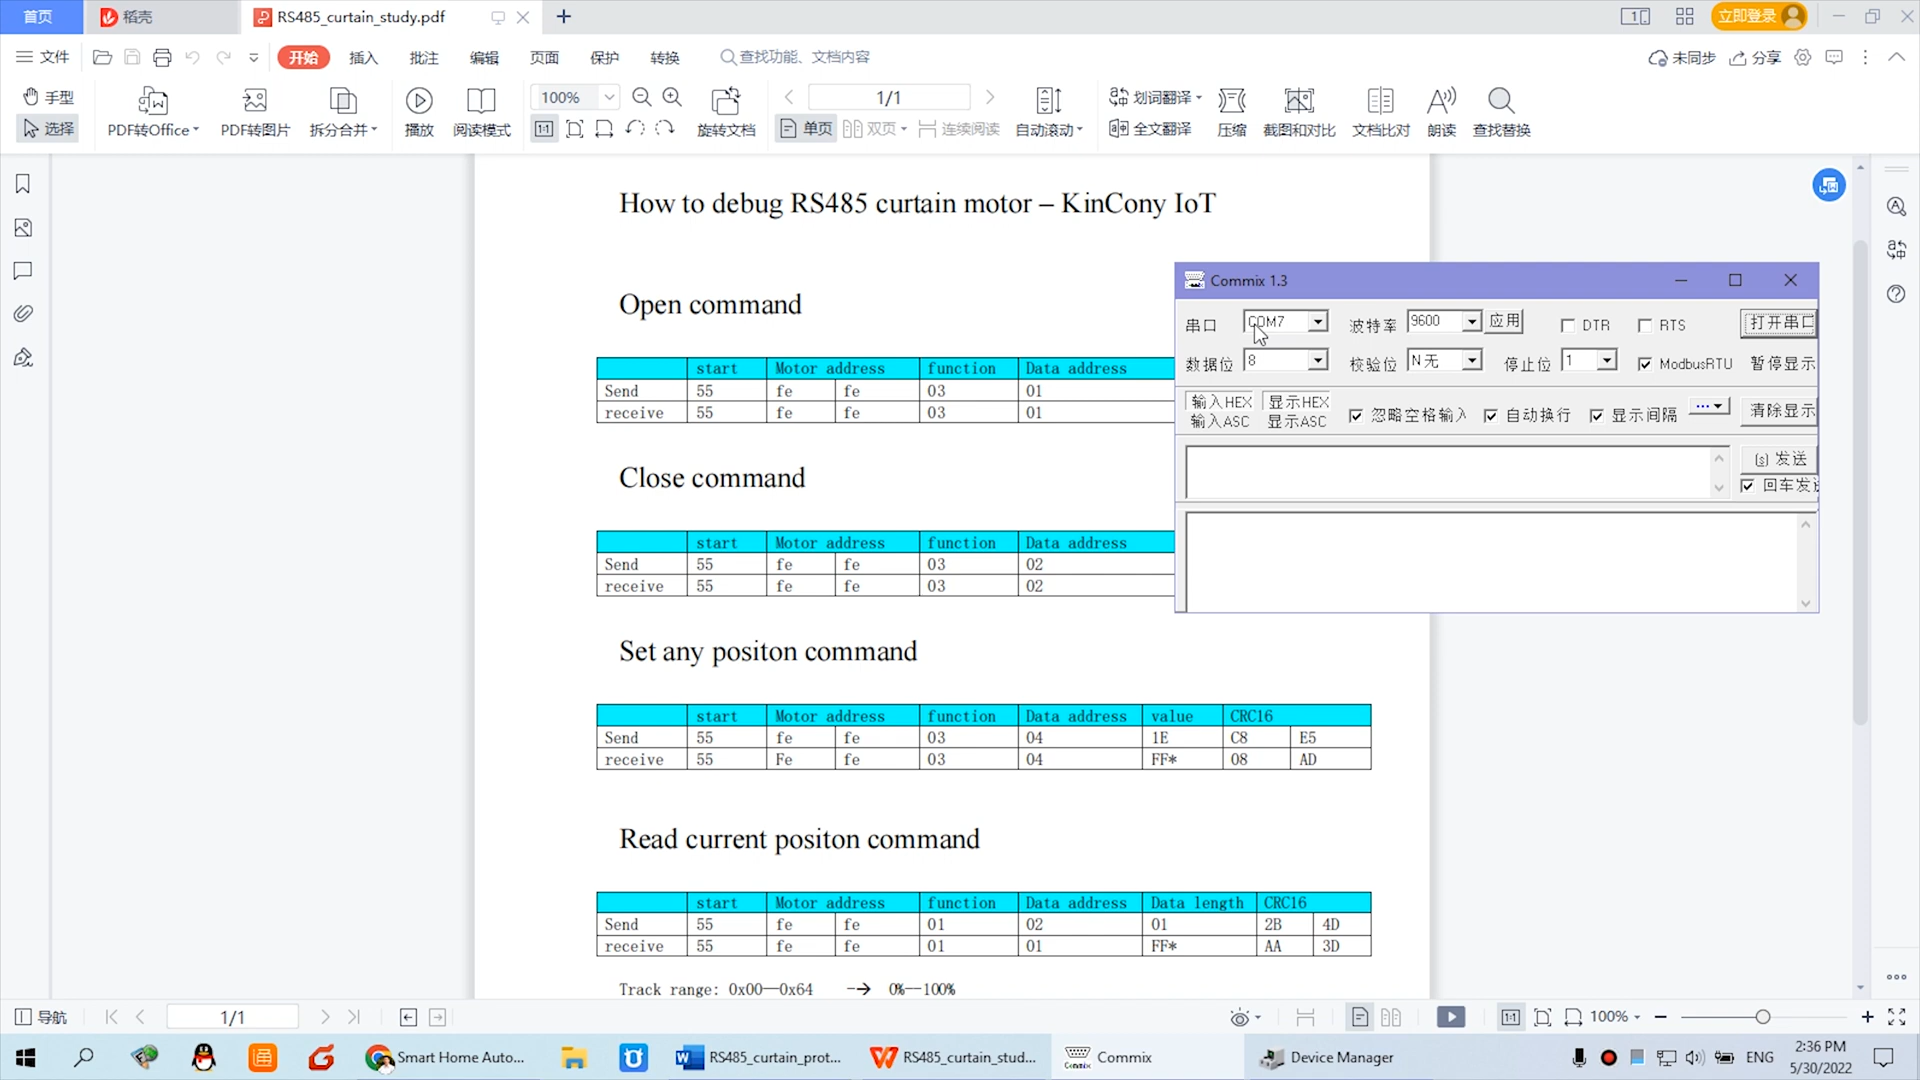 首页
稻壳
RS485_curtain_study.pdf
立即登录
文件
开始
插入
批注
编辑
页面
保护
转换
查找功能、文档内容
未同步
分享
手型
选择
PDF转Office
PDF转图片
拆分合并
播放
阅读模式
100%
旋转文档
1/1
单页
双页
连续阅读
自动滚动
划词翻译
全文翻译
压缩
截图和对比
文档比对
朗读
查找替换
How to debug RS485 curtain motor – KinCony IoT
Open command
start Motor address function Data address
Send 55 fe fe 03 01
receive 55 fe fe 03 01
Close command
start Motor address function Data address
Send 55 fe fe 03 02
receive 55 fe fe 03 02
Set any positon command
start Motor address function Data address value CRC16
Send 55 fe fe 03 04 1E C8 E5
receive 55 Fe fe 03 04 FF* 08 AD
Read current positon command
start Motor address function Data address Data length CRC16
Send 55 fe fe 01 02 01 2B 4D
receive 55 fe fe 01 01 FF* AA 3D
Track range: 0x00—0x64 --→ 0%--100%
Commix 1.3
串口 COM7 波特率 9600 应用 DTR RTS 打开串口
数据位 8 校验位 N 无 停止位 1 ModbusRTU 暂停显示
输入HEX 显示HEX
输入ASC 显示ASC
忽略空格输入 自动换行 显示间隔 ... 清除显示
发送
回车发送
导航
1/1
100%
Smart Home Auto...
RS485_curtain_prot...
RS485_curtain_stud...
Commix
Device Manager
ENG
2:36 PM
5/30/2022